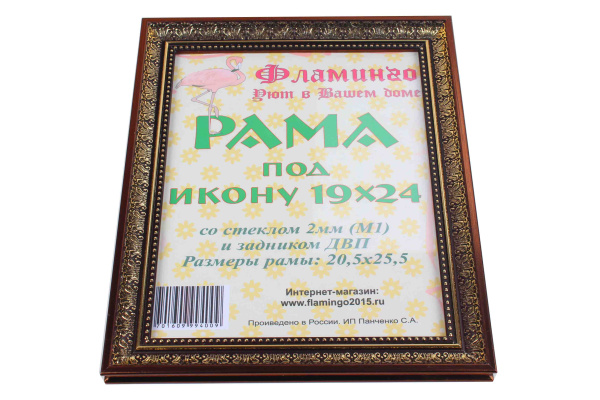 Фламинго
Уют в Вашем доме
РАМА
под
икону 19х24
со стеклом 2мм (М1)
и задником ДВП
Размеры рамы: 20,5х25,5
Интернет-магазин:
www.flamingo2015.ru
Произведено в России. ИП Панченко С.А.
701609994009